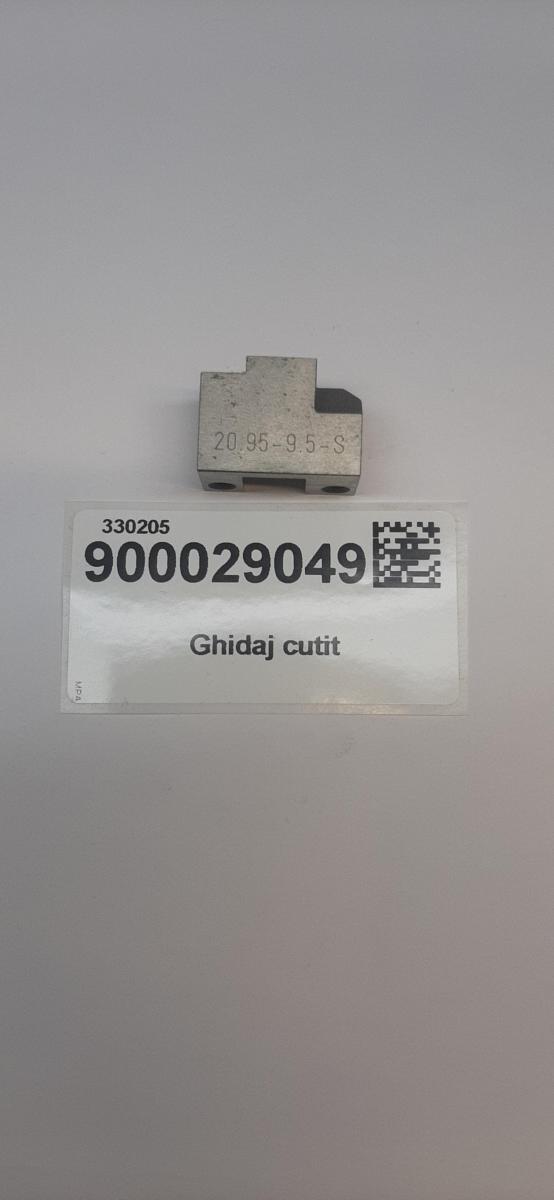 20.95-9.5-S
330205
900029049
Ghidaj cutit
MPA